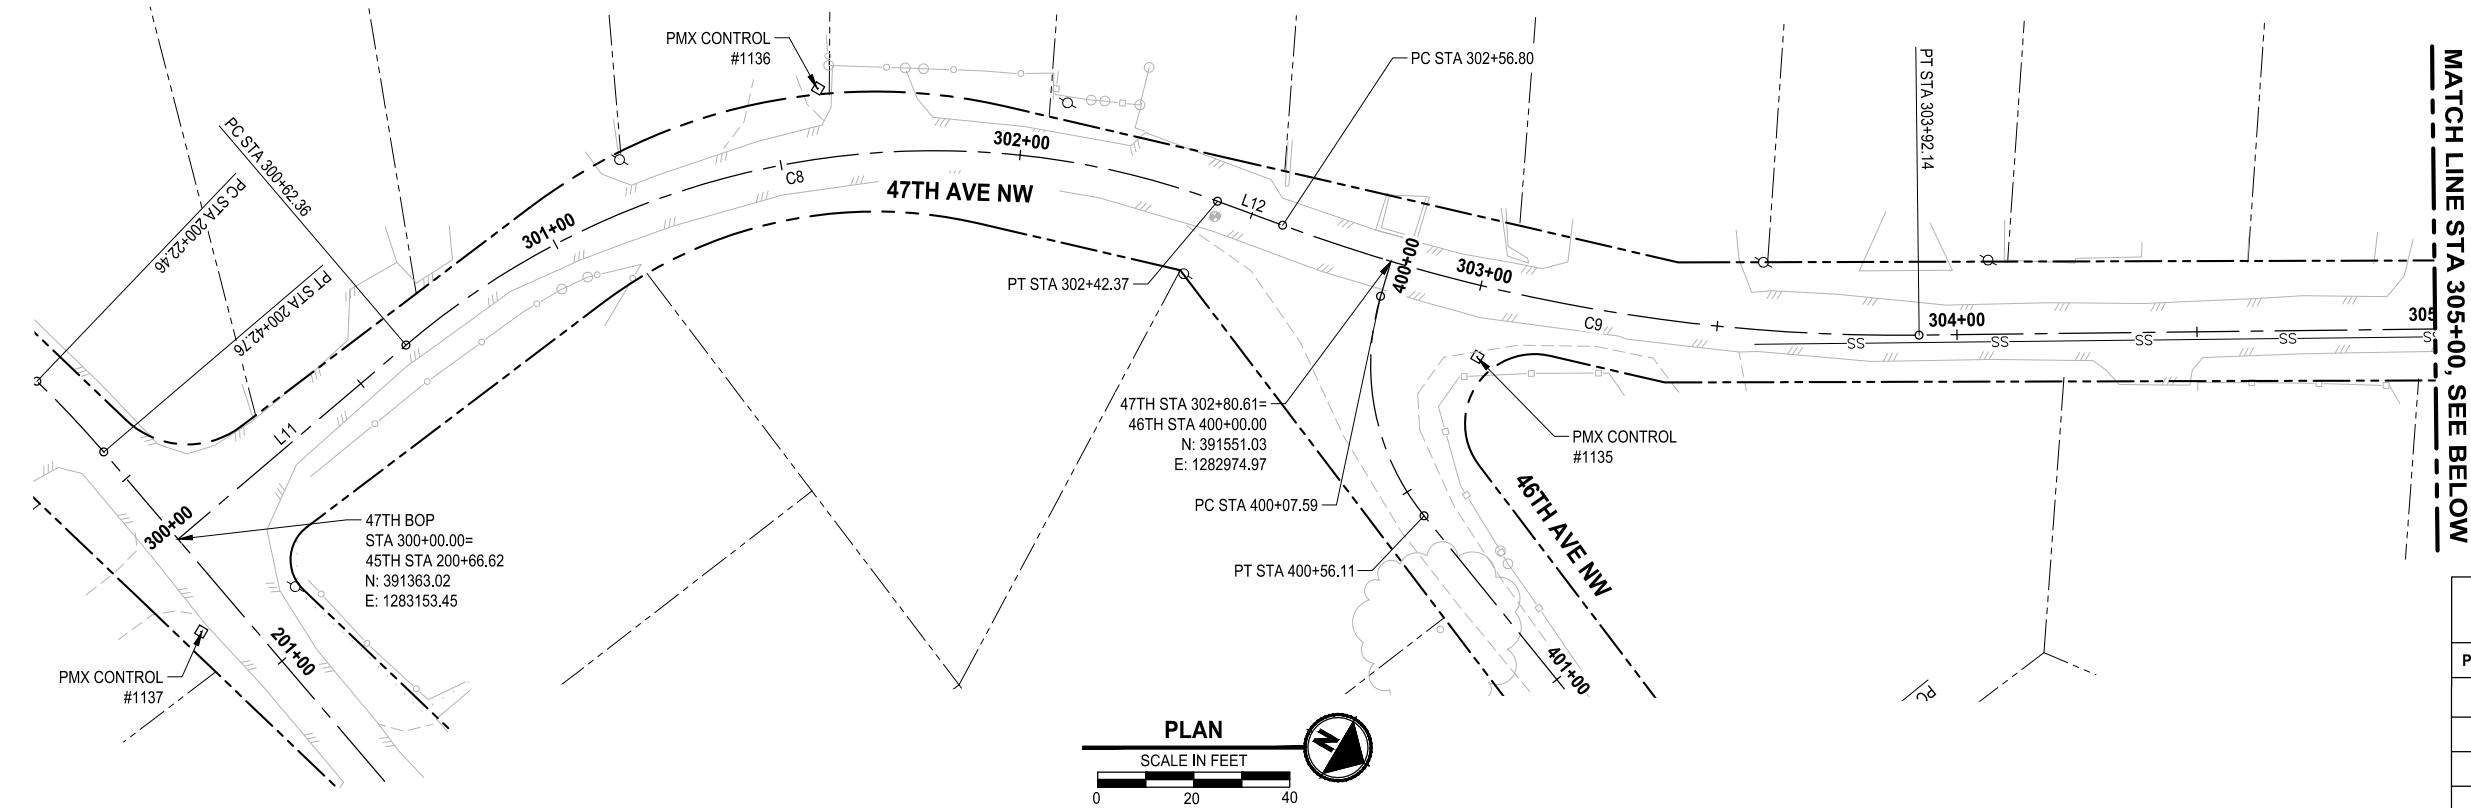 PMX CONTROL
#1136
PC STA 302+56.80
PT STA 303+92.14
MATCH LINE STA 305+00, SEE BELOW
PC STA 300+62.36
PC STA 200+22.46
PT STA 200+42.76
302+00
C8
47TH AVE NW
301+00
L12
400+00
303+00
PT STA 302+42.37
C9
304+00
305
SS
SS
SS
SS
S
L11
47TH STA 302+80.61=
46TH STA 400+00.00
N: 391551.03
E: 1282974.97
PMX CONTROL
#1135
PC STA 400+07.59
46TH AVE NW
300+00
47TH BOP
STA 300+00.00=
45TH STA 200+66.62
N: 391363.02
E: 1283153.45
PT STA 400+56.11
201+00
401+00
PMX CONTROL
#1137
P
PC
PLAN
N
SCALE IN FEET
0 20 40